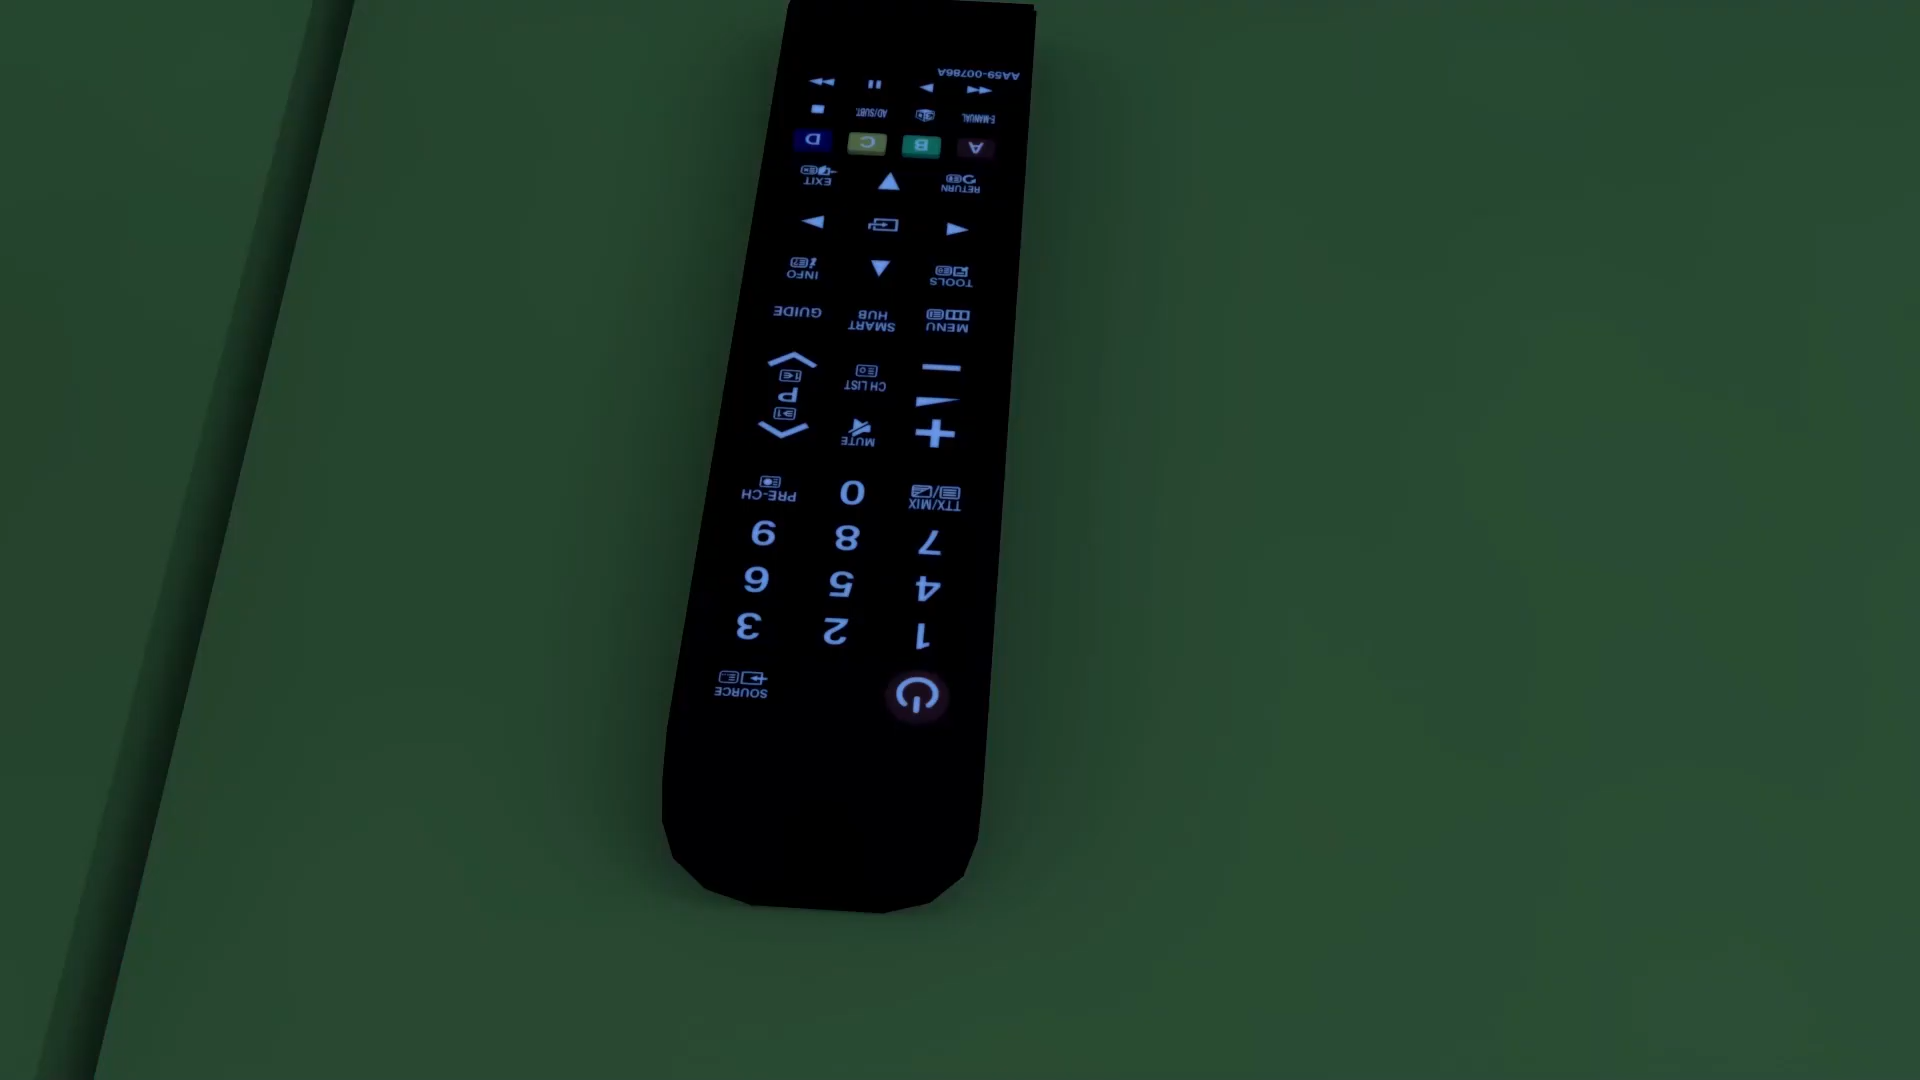 SOURCE
1 2 3
4 5 6
7 8 9
TTX/MIX 0 PRE-CH
MUTE
P
CH LIST
MENU SMART HUB GUIDE
TOOLS INFO
RETURN EXIT
A B C D
E-MANUAL 3D AD/SUBT.
AA59-00786A